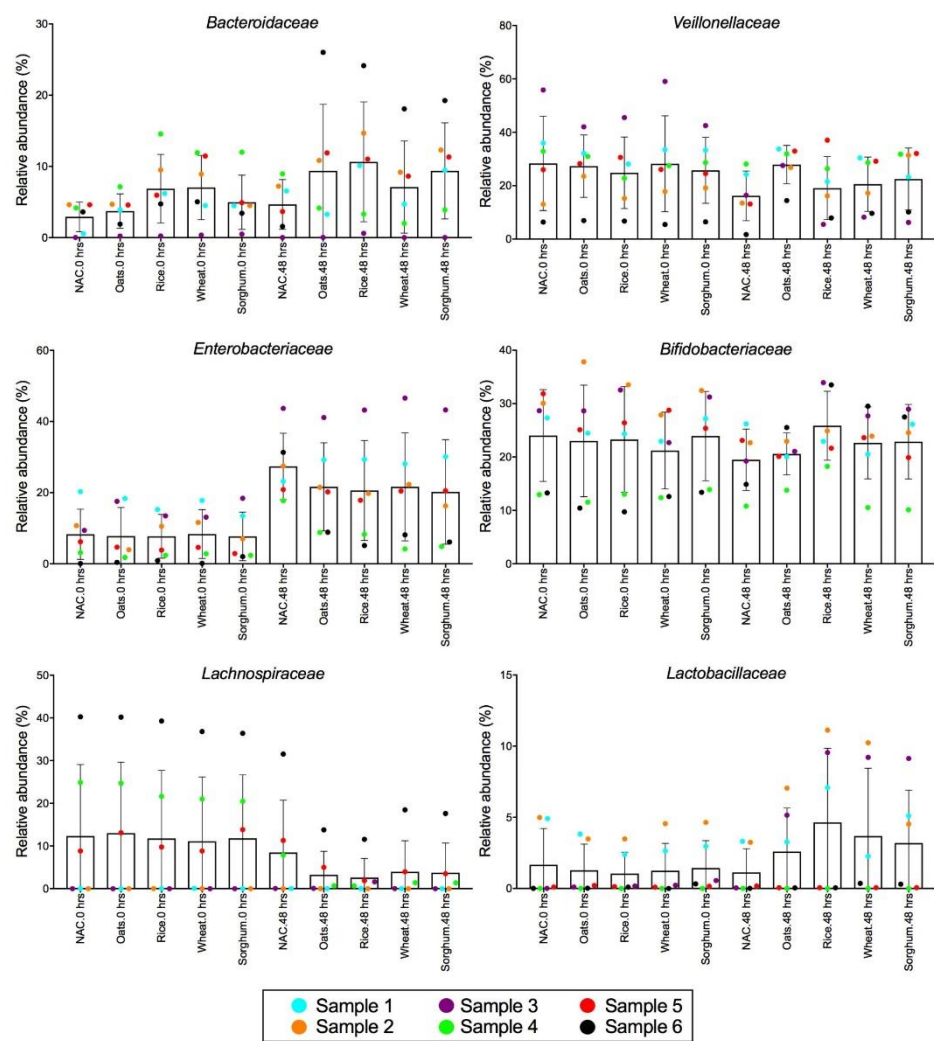 Bacteroidaceae
Relative abundance (%)
30
20
10
0
NAC.0 hrs
Oats.0 hrs
Rice.0 hrs
Wheat.0 hrs
Sorghum.0 hrs
NAC.48 hrs
Oats.48 hrs
Rice.48 hrs
Wheat.48 hrs
Sorghum.48 hrs
Veillonellaceae
Relative abundance (%)
80
60
40
20
0
NAC.0 hrs
Oats.0 hrs
Rice.0 hrs
Wheat.0 hrs
Sorghum.0 hrs
NAC.48 hrs
Oats.48 hrs
Rice.48 hrs
Wheat.48 hrs
Sorghum.48 hrs
Enterobacteriaceae
Relative abundance (%)
60
40
20
0
NAC.0 hrs
Oats.0 hrs
Rice.0 hrs
Wheat.0 hrs
Sorghum.0 hrs
NAC.48 hrs
Oats.48 hrs
Rice.48 hrs
Wheat.48 hrs
Sorghum.48 hrs
Bifidobacteriaceae
Relative abundance (%)
40
30
20
10
0
NAC.0 hrs
Oats.0 hrs
Rice.0 hrs
Wheat.0 hrs
Sorghum.0 hrs
NAC.48 hrs
Oats.48 hrs
Rice.48 hrs
Wheat.48 hrs
Sorghum.48 hrs
Lachnospiraceae
Relative abundance (%)
50
40
30
20
10
0
NAC.0 hrs
Oats.0 hrs
Rice.0 hrs
Wheat.0 hrs
Sorghum.0 hrs
NAC.48 hrs
Oats.48 hrs
Rice.48 hrs
Wheat.48 hrs
Sorghum.48 hrs
Lactobacillaceae
Relative abundance (%)
15
10
5
0
NAC.0 hrs
Oats.0 hrs
Rice.0 hrs
Wheat.0 hrs
Sorghum.0 hrs
NAC.48 hrs
Oats.48 hrs
Rice.48 hrs
Wheat.48 hrs
Sorghum.48 hrs
Sample 1 Sample 3 Sample 5
Sample 2 Sample 4 Sample 6